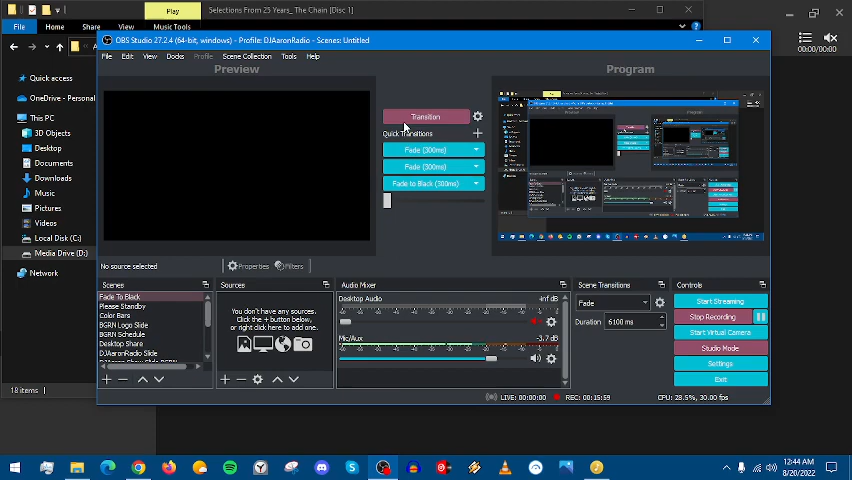 Play
Selections From 25 Years_ The Chain [Disc 1]
File
Home
Share
View
Music Tools
00:00/00:00
OBS Studio 27.2.4 (64-bit, windows) - Profile: DJAaronRadio - Scenes: Untitled
File Edit View Docks Profile Scene Collection Tools Help
Preview
Program
Quick access
OneDrive - Personal
This PC
3D Objects
Desktop
Documents
Downloads
Music
Pictures
Videos
Local Disk (C:)
Media Drive (D:)
Network
18 items
Transition
Quick Transitions
Fade (300ms)
Fade (300ms)
Fade to Black (300ms)
No source selected
Properties
Filters
Scenes
Fade To Black
Please Standby
Color Bars
BGRN Logo Slide
BGRN Schedule
Desktop Share
DJAaronRadio Slide
Sources
You don't have any sources.
Click the + button below,
or right click here to add one.
Audio Mixer
Desktop Audio
-inf dB
Mic/Aux
-3.7 dB
Scene Transitions
Fade
Duration
6100 ms
Controls
Start Streaming
Stop Recording
Start Virtual Camera
Studio Mode
Settings
Exit
LIVE: 00:00:00
REC: 00:15:59
CPU: 28.5%, 30.00 fps
12:44 AM
8/20/2022